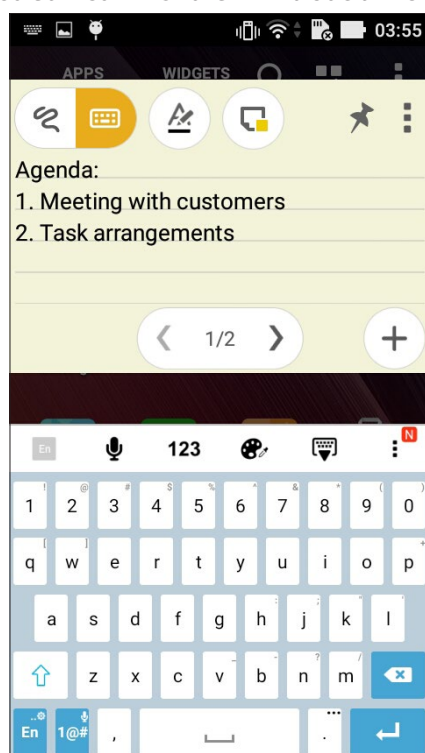 03:55
APPS WIDGETS
Agenda:
1. Meeting with customers
2. Task arrangements
1/2
+
En 123 N
! @ # $ % ^ & * ( )
1 2 3 4 5 6 7 8 9 0
[ ] +
q w e r t y u i o p
: ; ' /
a s d f g h j k l
_ - ? /
z x c v b n m
En 1@# , .